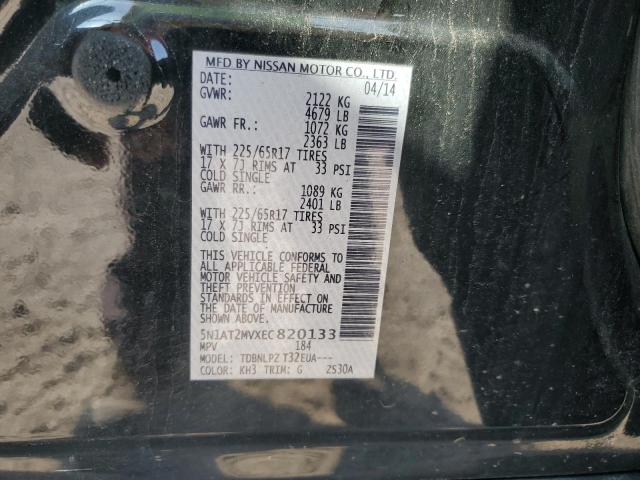 MFD BY NISSAN MOTOR CO., LTD.
DATE: 04/14
GVWR: 2122 KG
4679 LB
GAWR FR.: 1072 KG
2363 LB
WITH 225/65R17 TIRES
17 X 7J RIMS AT 33 PSI
COLD SINGLE
GAWR RR.: 1089 KG
2401 LB
WITH 225/65R17 TIRES
17 X 7J RIMS AT 33 PSI
COLD SINGLE
THIS VEHICLE CONFORMS TO
ALL APPLICABLE FEDERAL
MOTOR VEHICLE SAFETY AND
THEFT PREVENTION
STANDARDS IN EFFECT ON
THE DATE OF MANUFACTURE
SHOWN ABOVE.
5N1AT2MVXEC820133
MPV 184
MODEL: TDBNLPZ T32EUA---
COLOR: KH3 TRIM: G 2S30A